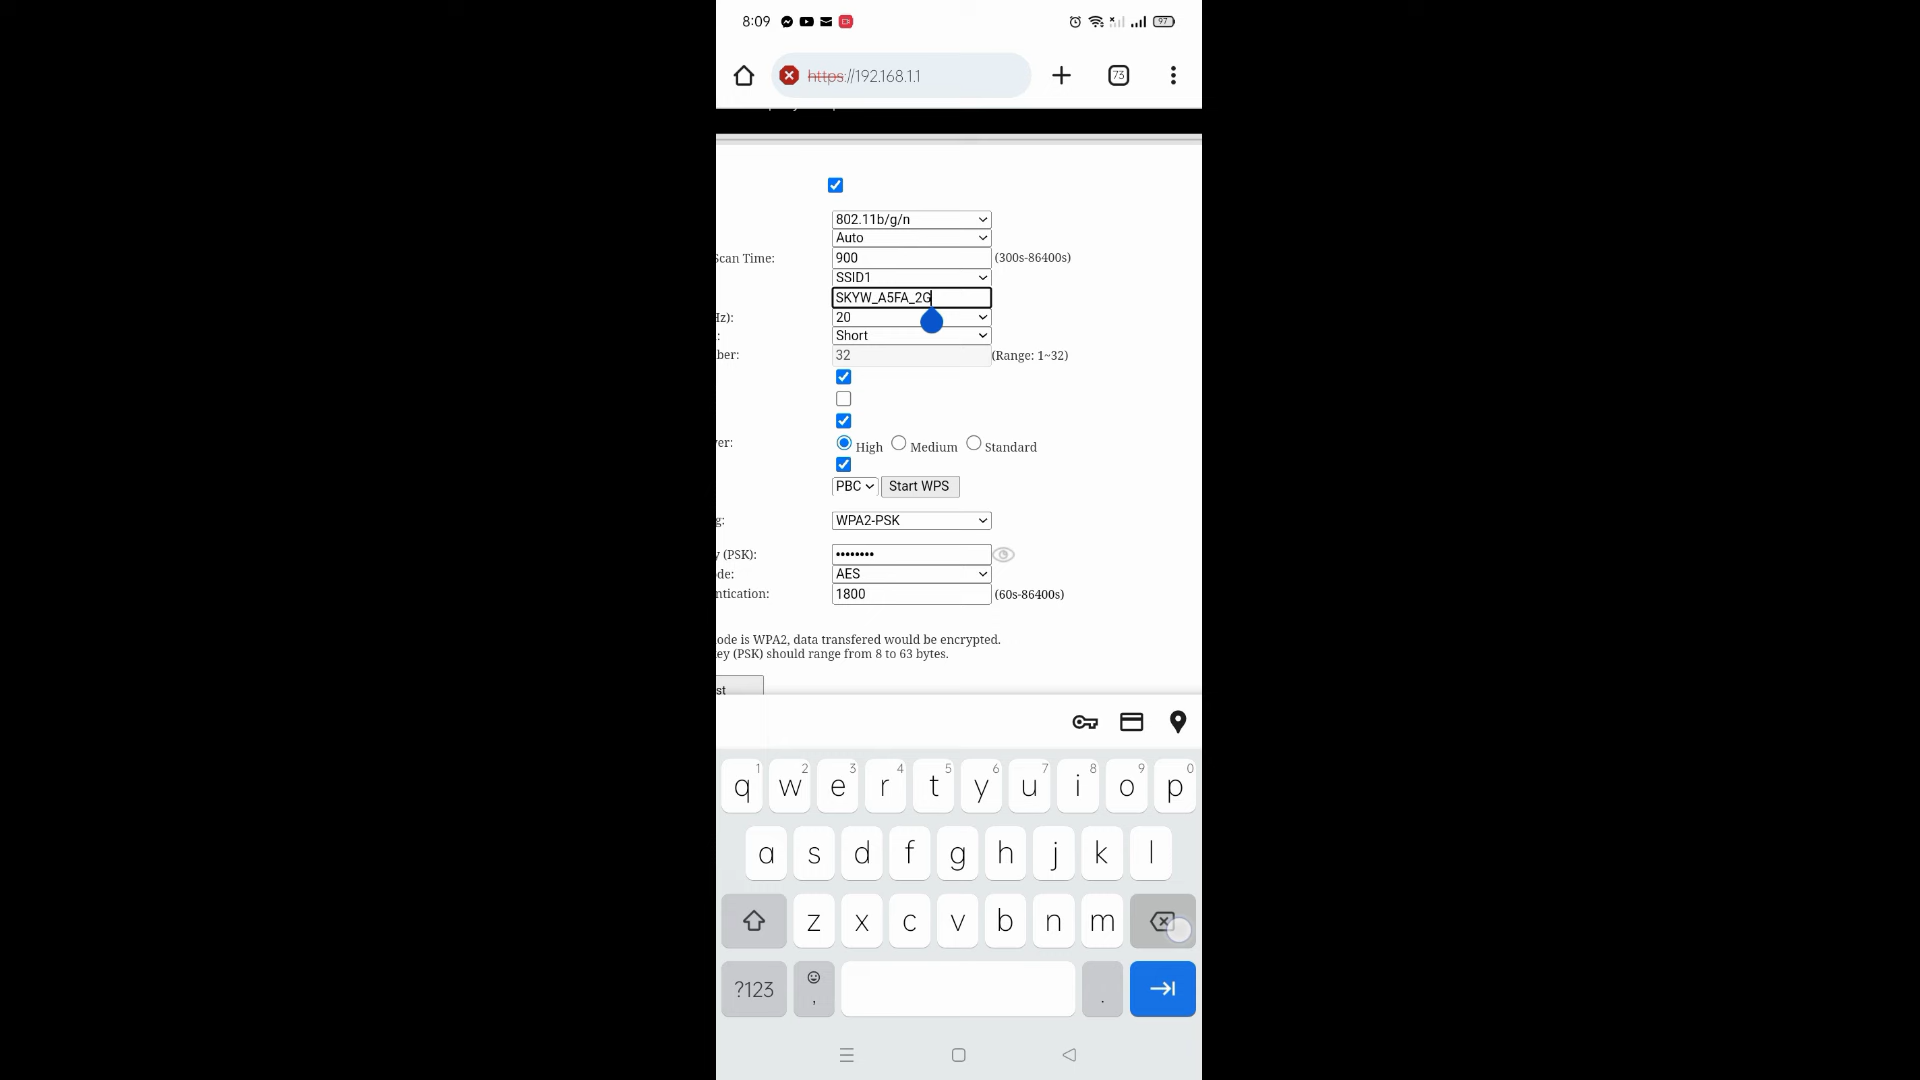 8:09 97
https://192.168.1.1 73
802.11b/g/n
Auto
Scan Time: 900 (300s-86400s)
SSID1
SKYW_A5FA_2G
Hz): 20
: Short
ber: 32 (Range: 1~32)
er: High Medium Standard
PBC Start WPS
g: WPA2-PSK
y (PSK): ••••••••
de: AES
ntication: 1800 (60s-86400s)
ode is WPA2, data transfered would be encrypted.
ey (PSK) should range from 8 to 63 bytes.
st
1 2 3 4 5 6 7 8 9 0
q w e r t y u i o p
a s d f g h j k l
z x c v b n m
?123 , .